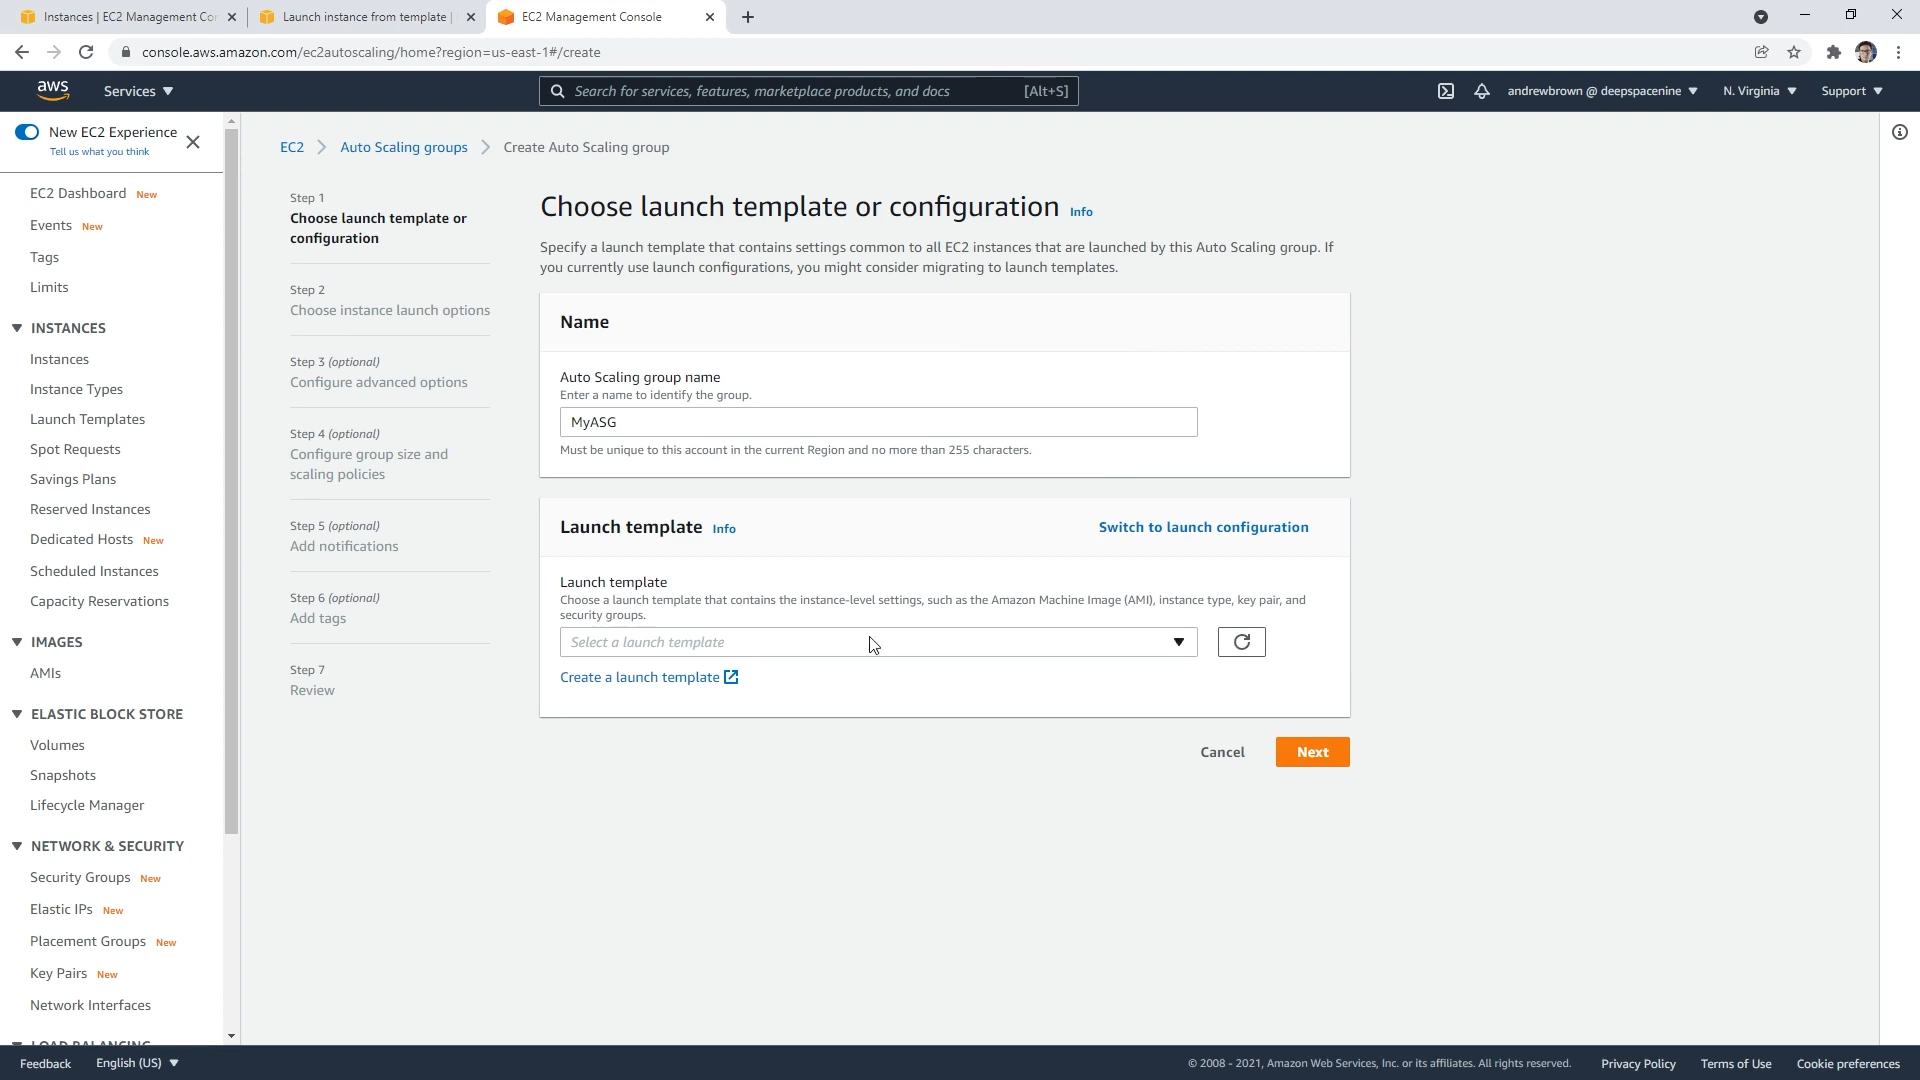 Instances | EC2 Management Con
Launch instance from template |
EC2 Management Console
console.aws.amazon.com/ec2autoscaling/home?region=us-east-1#/create
aws
Services
Search for services, features, marketplace products, and docs
[Alt+S]
andrewbrown @ deepspacenine
N. Virginia
Support
New EC2 Experience
Tell us what you think
EC2 Dashboard New
Events New
Tags
Limits
INSTANCES
Instances
Instance Types
Launch Templates
Spot Requests
Savings Plans
Reserved Instances
Dedicated Hosts New
Scheduled Instances
Capacity Reservations
IMAGES
AMIs
ELASTIC BLOCK STORE
Volumes
Snapshots
Lifecycle Manager
NETWORK & SECURITY
Security Groups New
Elastic IPs New
Placement Groups New
Key Pairs New
Network Interfaces
LOAD BALANCING
EC2 > Auto Scaling groups > Create Auto Scaling group
Step 1
Choose launch template or
configuration
Step 2
Choose instance launch options
Step 3 (optional)
Configure advanced options
Step 4 (optional)
Configure group size and
scaling policies
Step 5 (optional)
Add notifications
Step 6 (optional)
Add tags
Step 7
Review
Choose launch template or configuration Info
Specify a launch template that contains settings common to all EC2 instances that are launched by this Auto Scaling group. If
you currently use launch configurations, you might consider migrating to launch templates.
Name
Auto Scaling group name
Enter a name to identify the group.
MyASG
Must be unique to this account in the current Region and no more than 255 characters.
Launch template Info
Switch to launch configuration
Launch template
Choose a launch template that contains the instance-level settings, such as the Amazon Machine Image (AMI), instance type, key pair, and
security groups.
Select a launch template
Create a launch template
Cancel
Next
Feedback
English (US)
© 2008 - 2021, Amazon Web Services, Inc. or its affiliates. All rights reserved.
Privacy Policy
Terms of Use
Cookie preferences